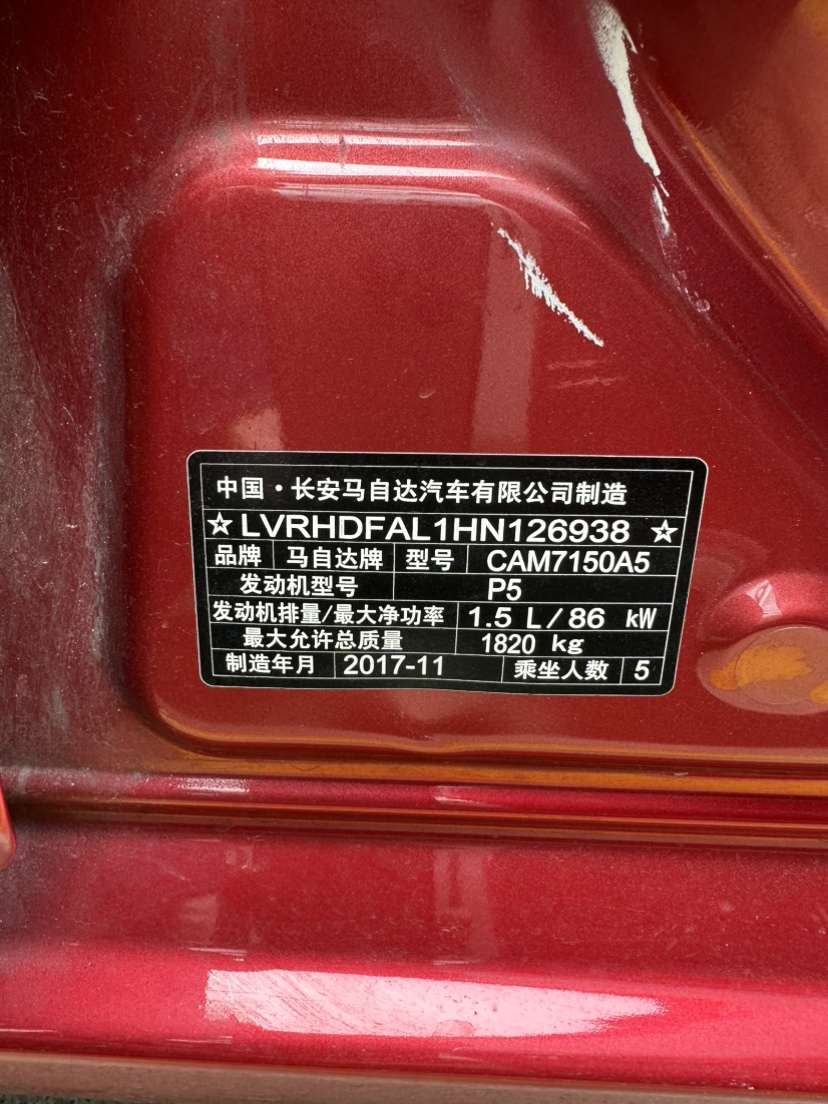 中国·长安马自达汽车有限公司制造
☆LVRHDFAL1HN126938☆
品牌 马自达牌 型号 CAM7150A5
发动机型号 P5
发动机排量/最大净功率 1.5 L/86 kW
最大允许总质量 1820 kg
制造年月 2017-11 乘坐人数 5